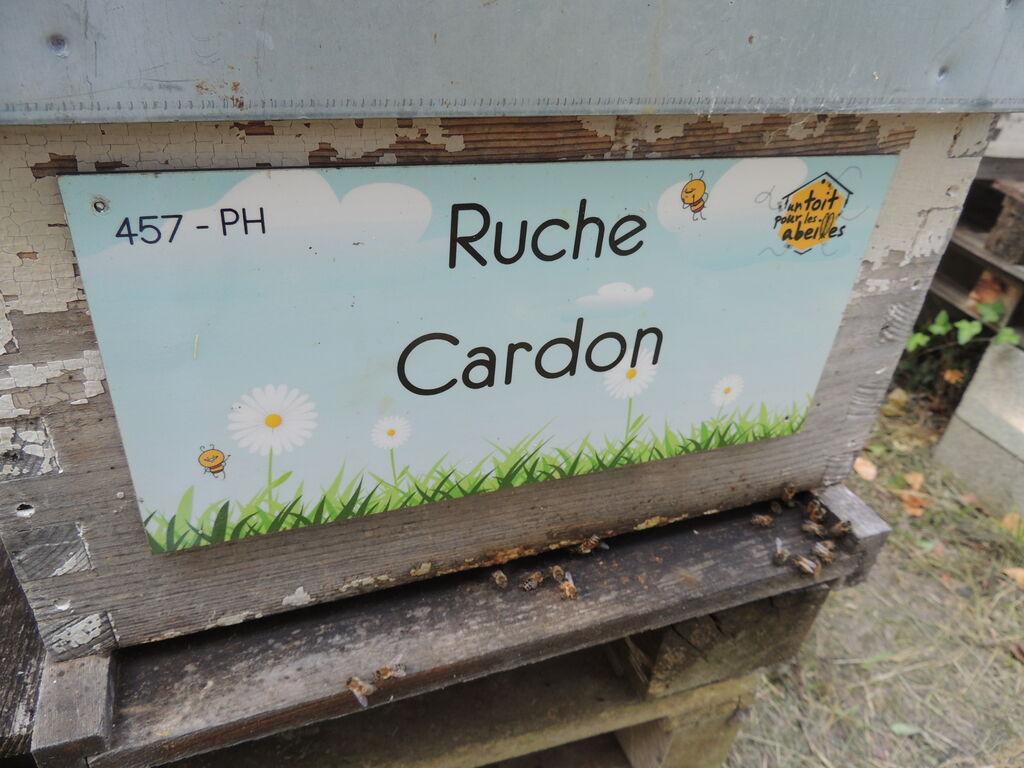 457 - PH
Ruche
Cardon
un toit
pour les
abeilles